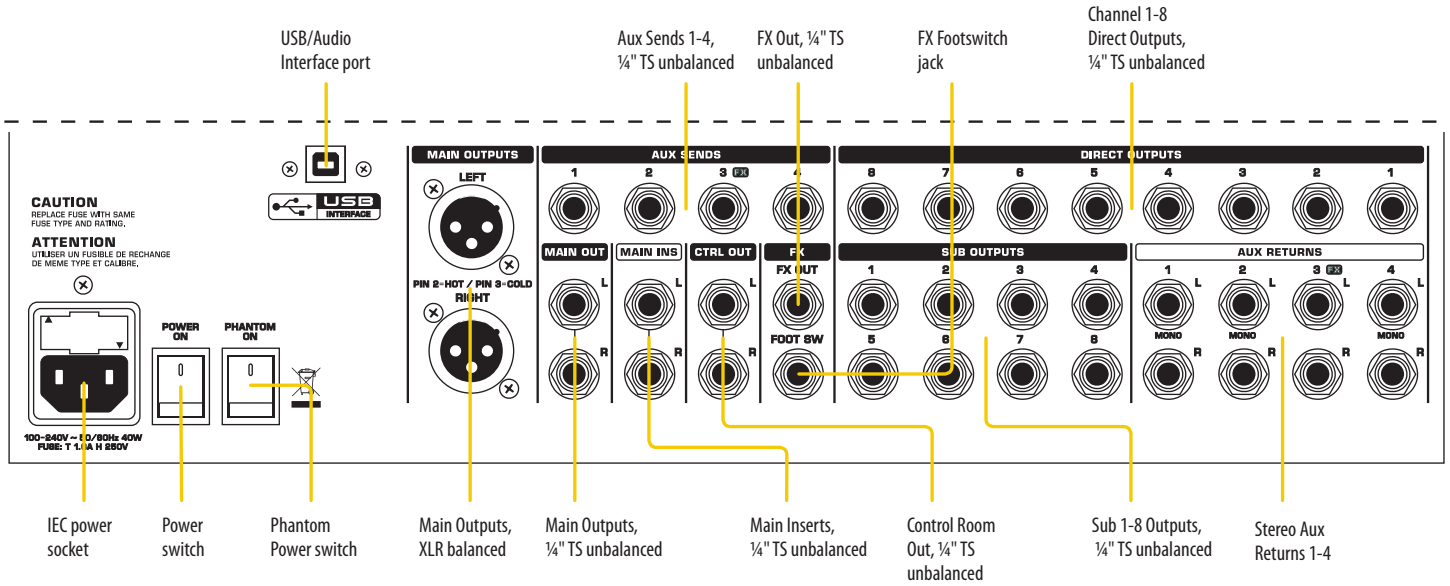 USB/Audio
Interface port
Aux Sends 1-4,
¼" TS unbalanced
FX Out, ¼" TS
unbalanced
FX Footswitch
jack
Channel 1-8
Direct Outputs,
¼" TS unbalanced
CAUTION
REPLACE FUSE WITH SAME
FUSE TYPE AND RATING.
ATTENTION
UTILISER UN FUSIBLE DE RECHANGE
DE MEME TYPE ET CALIBRE.
USB
INTERFACE
POWER
ON
PHANTOM
ON
100-240V ~ 50/60Hz 40W
FUSE: T 1.0A H 250V
MAIN OUTPUTS
LEFT
PIN 2-HOT / PIN 3-COLD
RIGHT
AUX SENDS
1 2 3 FX 4
DIRECT OUTPUTS
8 7 6 5 4 3 2 1
MAIN OUT
L
R
MAIN INS
L
R
CTRL OUT
L
R
FX
FX OUT
FOOT SW
SUB OUTPUTS
1 2 3 4
5 6 7 8
AUX RETURNS
1 2 3 FX 4
L L L L
MONO MONO MONO
R R R R
IEC power
socket
Power
switch
Phantom
Power switch
Main Outputs,
XLR balanced
Main Outputs,
¼" TS unbalanced
Main Inserts,
¼" TS unbalanced
Control Room
Out, ¼" TS
unbalanced
Sub 1-8 Outputs,
¼" TS unbalanced
Stereo Aux
Returns 1-4